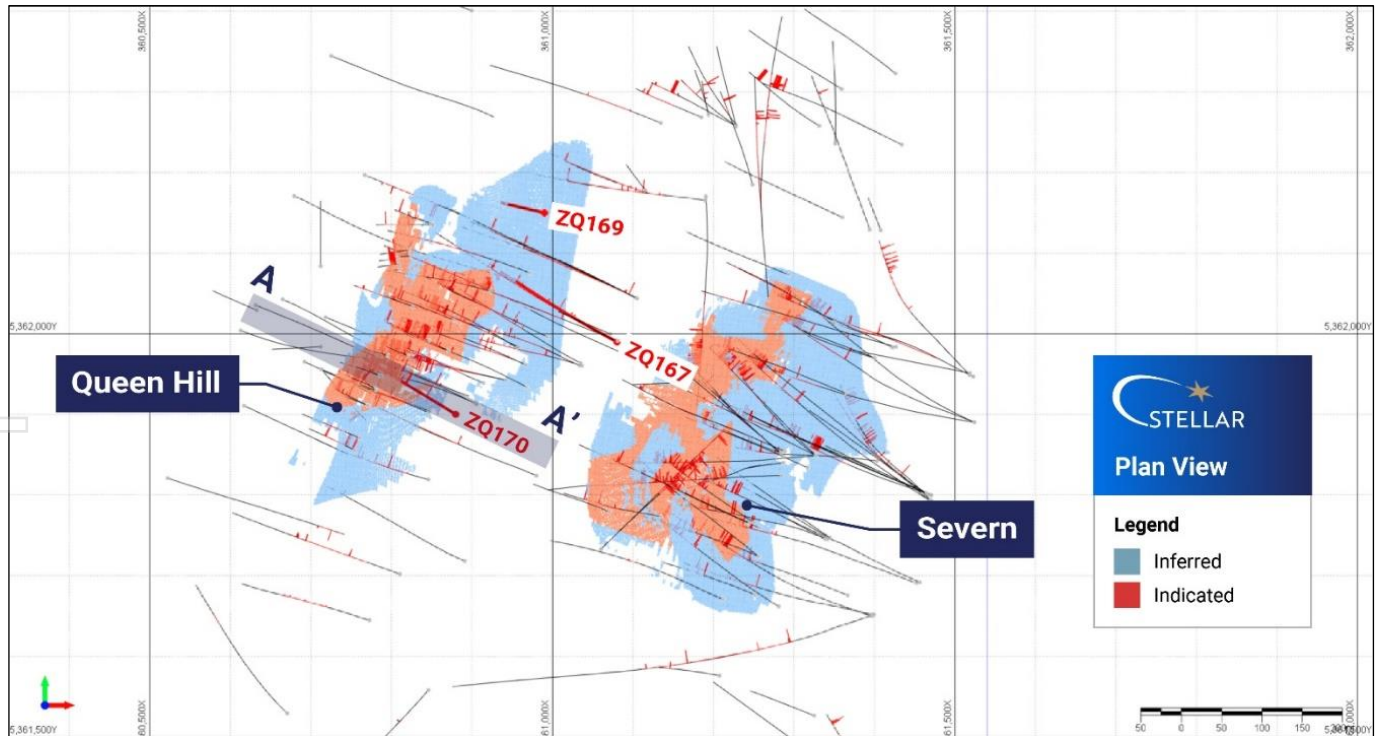 360,500X
361,000X
361,500X
362,000X
ZQ169
A
5,362,000Y
5,362,000Y
ZQ167
Queen Hill
A'
ZQ170
STELLAR
Plan View
Severn
Legend
Inferred
Indicated
50 0 50 100 150
5,361,500Y
60,500X
361,000X
361,500X